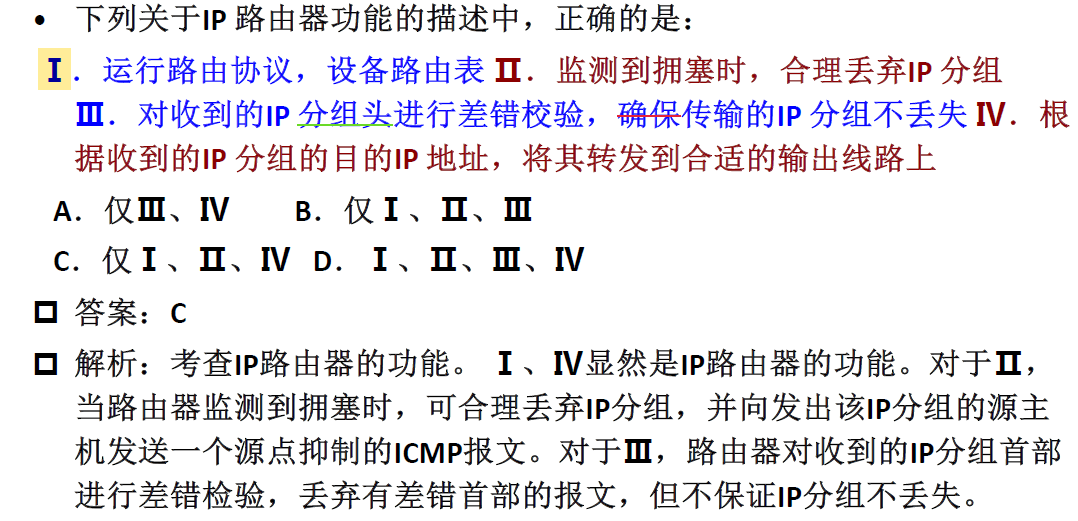 • 下列关于IP 路由器功能的描述中，正确的是：
Ⅰ．运行路由协议，设备路由表 Ⅱ．监测到拥塞时，合理丢弃IP 分组
Ⅲ．对收到的IP 分组头进行差错校验，确保传输的IP 分组不丢失 Ⅳ．根
据收到的IP 分组的目的IP 地址，将其转发到合适的输出线路上
A．仅Ⅲ、Ⅳ B．仅Ⅰ、Ⅱ、Ⅲ
C．仅Ⅰ、Ⅱ、Ⅳ D．Ⅰ、Ⅱ、Ⅲ、Ⅳ
答案：C
解析：考查IP路由器的功能。Ⅰ、Ⅳ显然是IP路由器的功能。对于Ⅱ，
当路由器监测到拥塞时，可合理丢弃IP分组，并向发出该IP分组的源主
机发送一个源点抑制的ICMP报文。对于Ⅲ，路由器对收到的IP分组首部
进行差错检验，丢弃有差错首部的报文，但不保证IP分组不丢失。